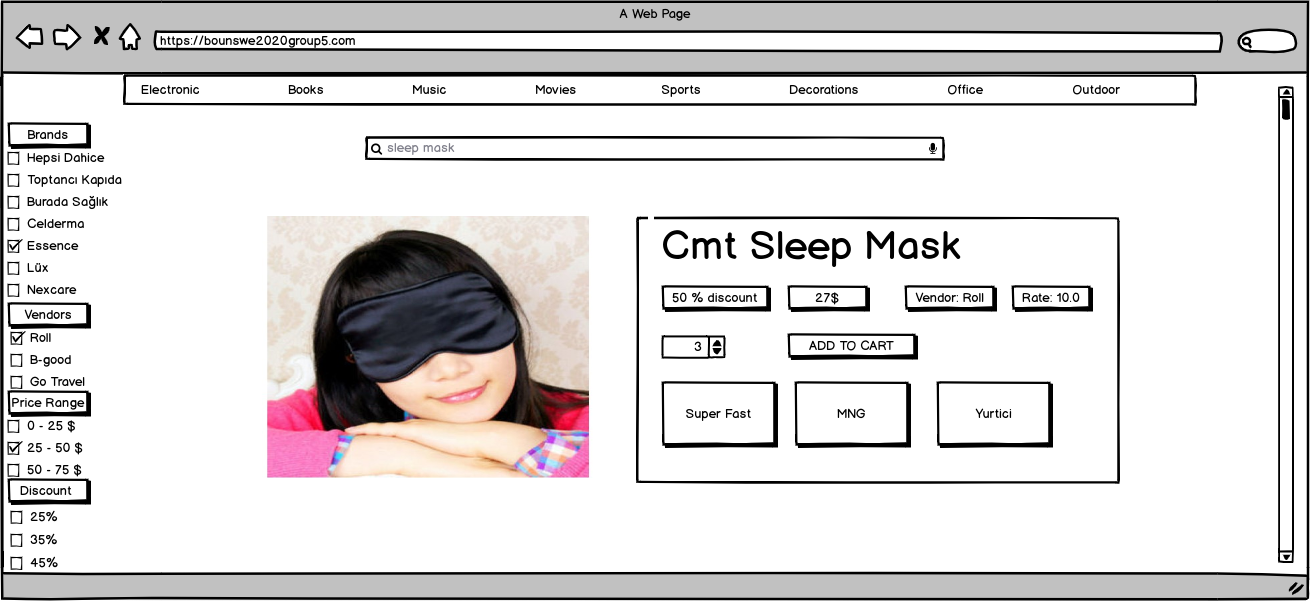 A Web Page
https://bounswe2020group5.com
Electronic Books Music Movies Sports Decorations Office Outdoor
sleep mask
Brands
Hepsi Dahice
Toptancı Kapıda
Burada Sağlık
Celderma
Essence
Lüx
Nexcare
Vendors
Roll
B-good
Go Travel
Price Range
0 - 25 $
25 - 50 $
50 - 75 $
Discount
25%
35%
45%
Cmt Sleep Mask
50 % discount 27$ Vendor: Roll Rate: 10.0
3 ADD TO CART
Super Fast MNG Yurtici